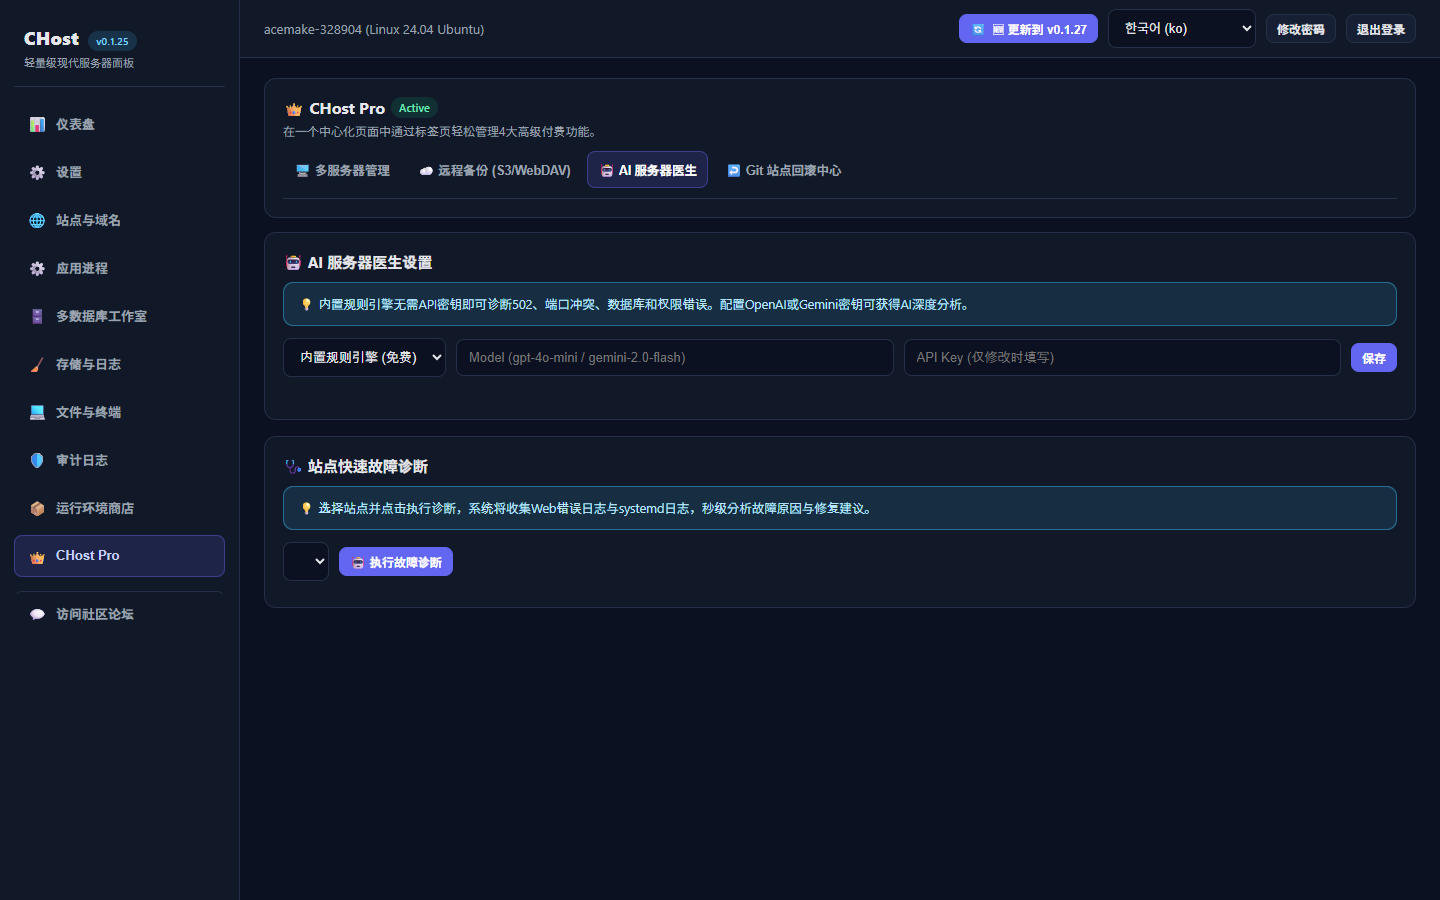 CHost v0.1.25
轻量级现代服务器面板
仪表盘
设置
站点与域名
应用进程
多数据库工作室
存储与日志
文件与终端
审计日志
运行环境商店
CHost Pro
访问社区论坛
acemake-328904 (Linux 24.04 Ubuntu)
更新到 v0.1.27
한국어 (ko)
修改密码
退出登录
CHost Pro Active
在一个中心化页面中通过标签页轻松管理4大高级付费功能。
多服务器管理
远程备份 (S3/WebDAV)
AI 服务器医生
Git 站点回滚中心
AI 服务器医生设置
内置规则引擎无需API密钥即可诊断502、端口冲突、数据库和权限错误。配置OpenAI或Gemini密钥可获得AI深度分析。
内置规则引擎 (免费)
Model (gpt-4o-mini / gemini-2.0-flash)
API Key (仅修改时填写)
保存
站点快速故障诊断
选择站点并点击执行诊断，系统将收集Web错误日志与systemd日志，秒级分析故障原因与修复建议。
执行故障诊断